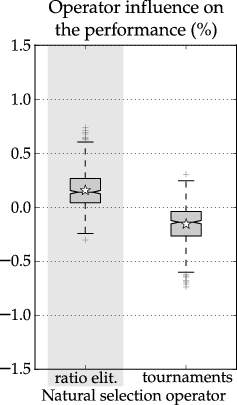 Operator influence on
the performance (%)
1.5
1.0
0.5
0.0
−0.5
−1.0
−1.5
ratio elit. tournaments
Natural selection operator